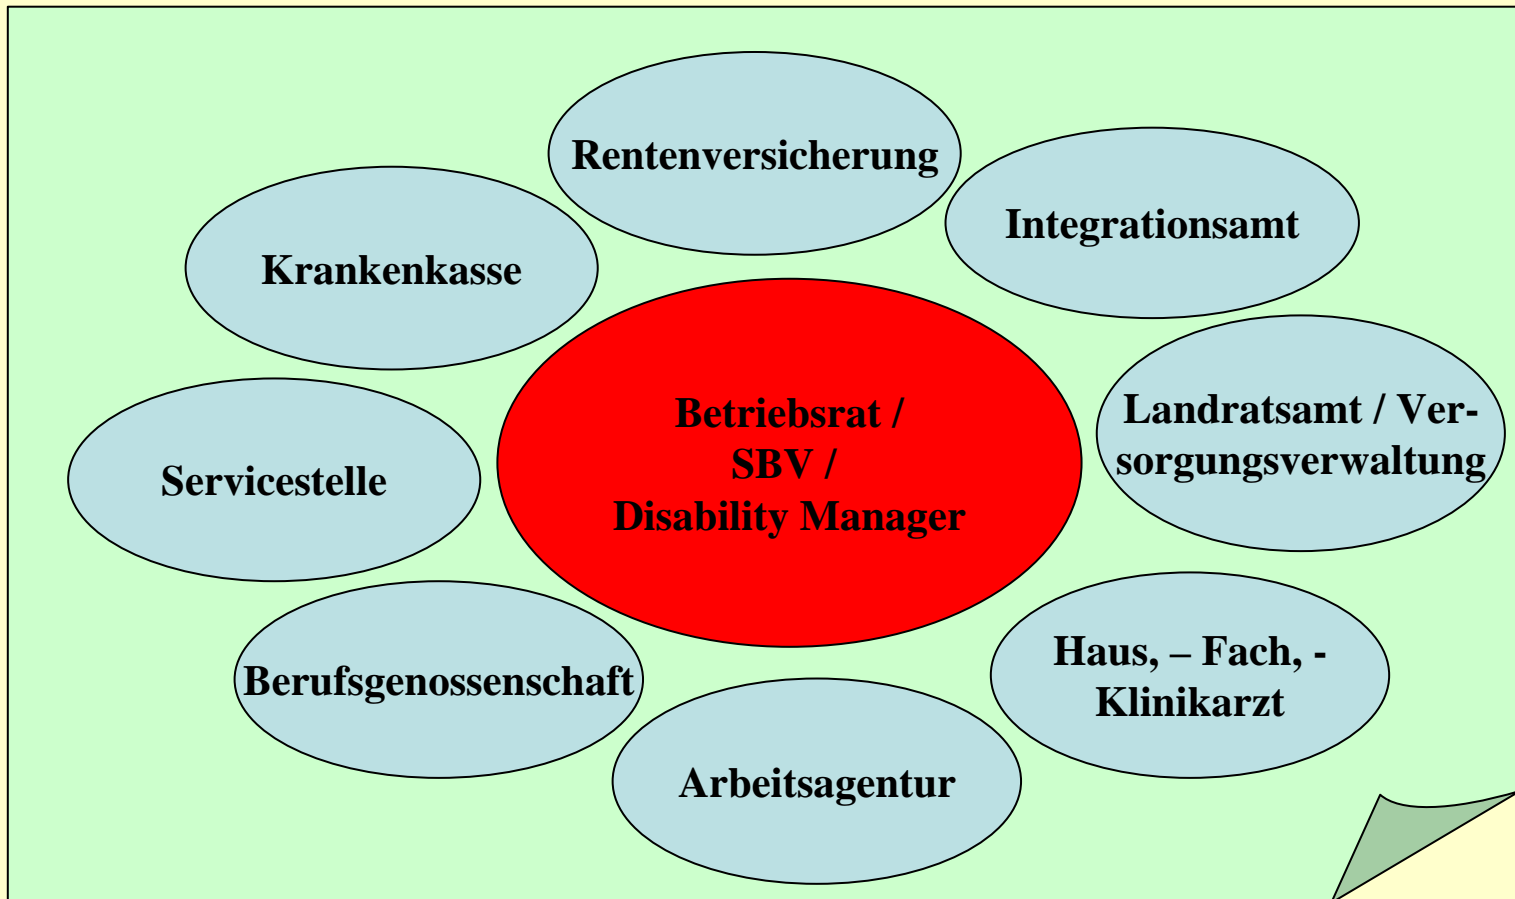 Rentenversicherung
Integrationsamt
Krankenkasse
Betriebsrat /
SBV /
Disability Manager
Landratsamt / Ver-
sorgungsverwaltung
Servicestelle
Haus, – Fach, -
Klinikarzt
Berufsgenossenschaft
Arbeitsagentur